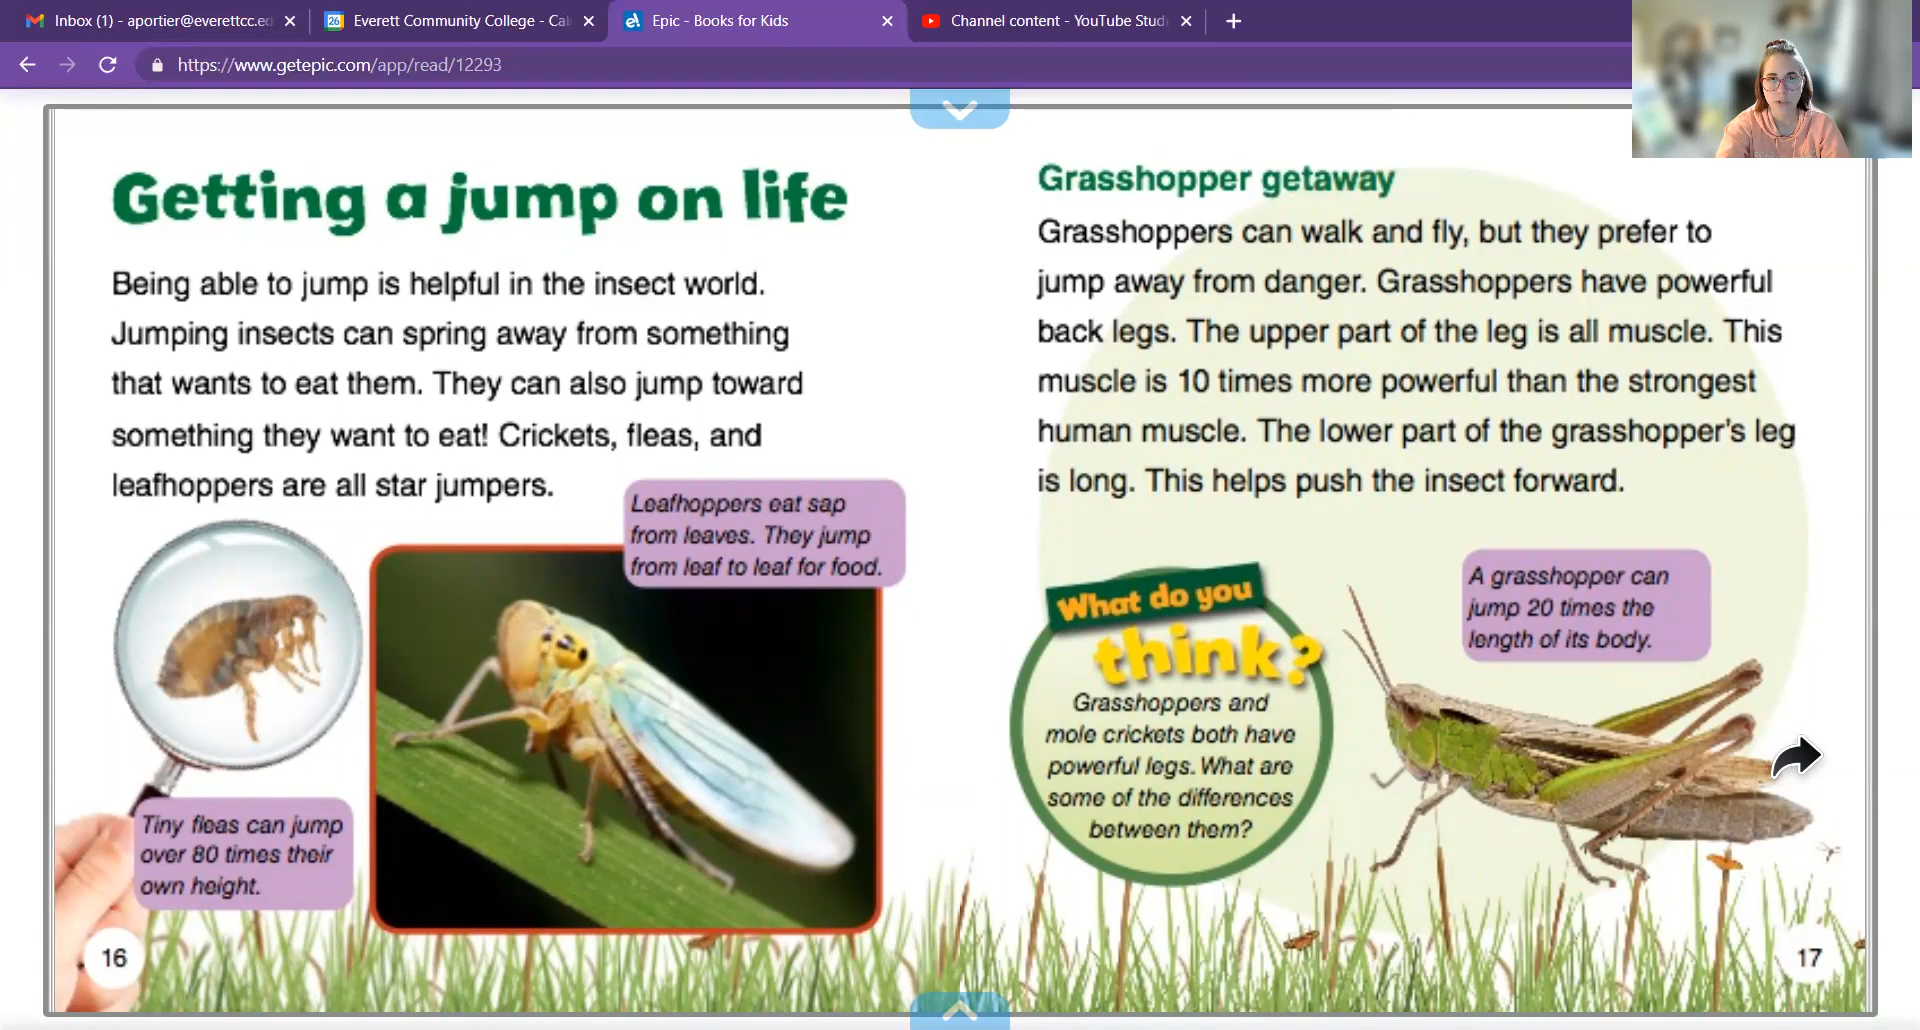 Inbox (1) - aportier@everettcc.ed
Everett Community College - Cal
Epic - Books for Kids
Channel content - YouTube Stud
https://www.getepic.com/app/read/12293
Getting a jump on life
Being able to jump is helpful in the insect world.
Jumping insects can spring away from something
that wants to eat them. They can also jump toward
something they want to eat! Crickets, fleas, and
leafhoppers are all star jumpers.
Leafhoppers eat sap
from leaves. They jump
from leaf to leaf for food.
Tiny fleas can jump
over 80 times their
own height.
16
Grasshopper getaway
Grasshoppers can walk and fly, but they prefer to
jump away from danger. Grasshoppers have powerful
back legs. The upper part of the leg is all muscle. This
muscle is 10 times more powerful than the strongest
human muscle. The lower part of the grasshopper's leg
is long. This helps push the insect forward.
What do you
think?
Grasshoppers and
mole crickets both have
powerful legs. What are
some of the differences
between them?
A grasshopper can
jump 20 times the
length of its body.
17